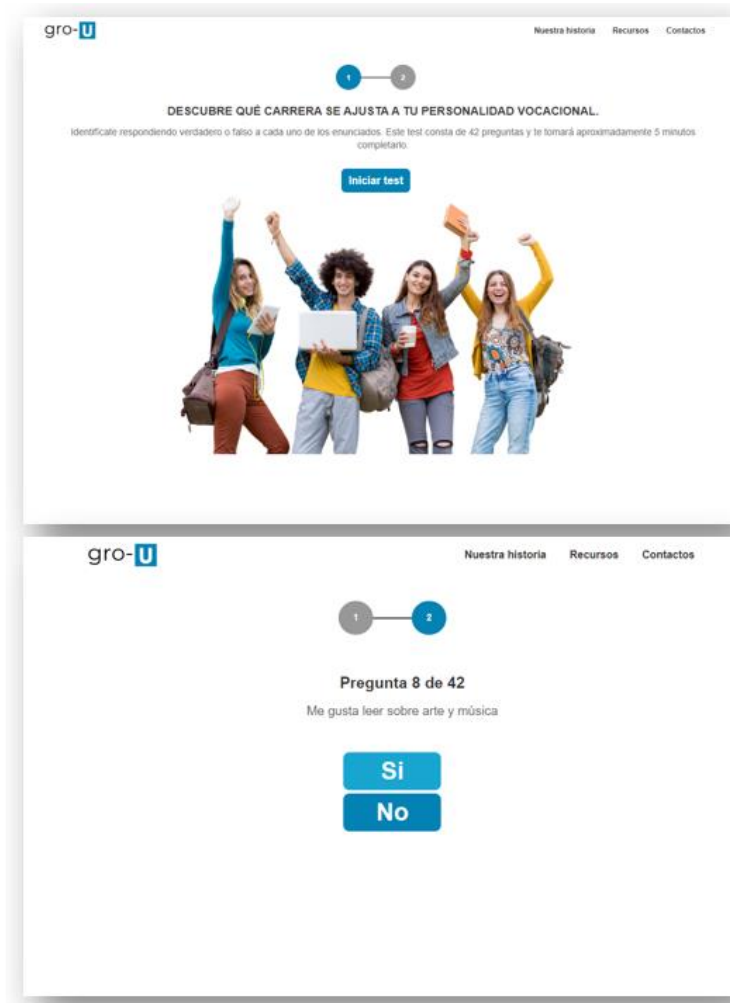 gro-U
Nuestra historia Recursos Contactos
1 2
DESCUBRE QUÉ CARRERA SE AJUSTA A TU PERSONALIDAD VOCACIONAL.
Identifícate respondiendo verdadero o falso a cada uno de los enunciados. Este test consta de 42 preguntas y te tomará aproximadamente 5 minutos
completarlo.
Iniciar test
gro-U
Nuestra historia Recursos Contactos
1 2
Pregunta 8 de 42
Me gusta leer sobre arte y música
Si
No